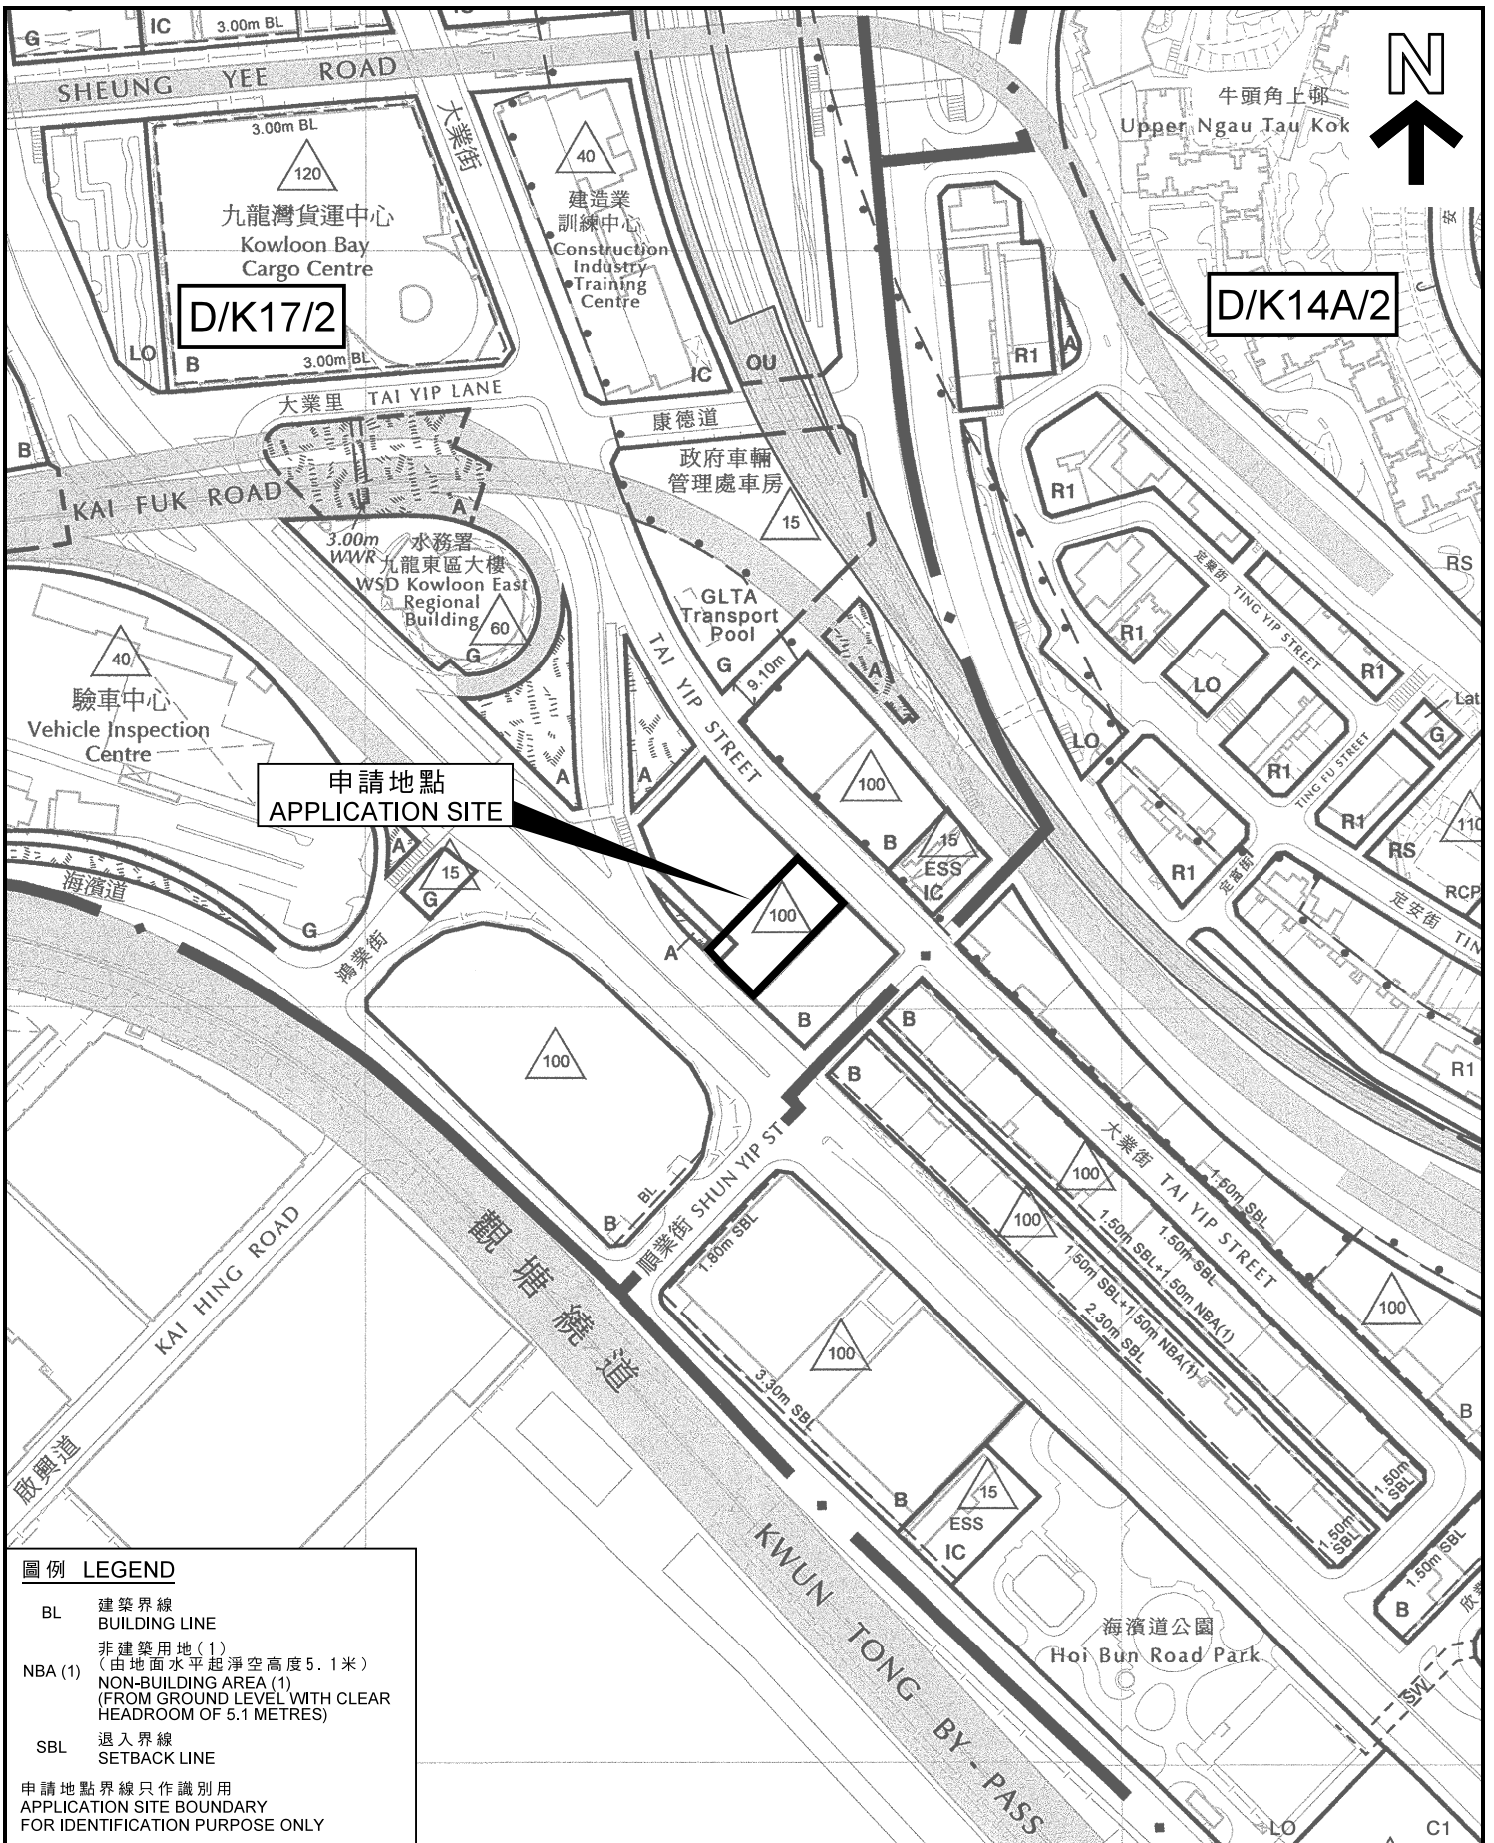 G
IC
3.00m BL
SHEUNG YEE ROAD
大業街
3.00m BL
120
九龍灣貨運中心
Kowloon Bay
Cargo Centre
D/K17/2
LO
B
3.00m BL
40
建造業
訓練中心
Construction
Industry
Training
Centre
IC
OU
牛頭角上邨
Upper Ngau Tau Kok
N
D/K14A/2
R1
A
大業里 TAI YIP LANE
康德道
B
KAI FUK ROAD
A
3.00m
WWR
水務署
九龍東區大樓
WSD Kowloon East
Regional
Building
60
G
政府車輛
管理處車房
15
GLTA
Transport
Pool
G
9.10m
A
R1
定業街 TING YIP STREET
RS
R1
R1
LO
R1
LO
TING FU STREET
G
Lat
R1
RS
110
R1
定富街
RCP
定安街 TIN
R1
40
驗車中心
Vehicle Inspection
Centre
TAI YIP STREET
A
A
申請地點
APPLICATION SITE
100
B
15
ESS
IC
100
A
B
A
15
G
海濱道
G
鴻業街
100
B
BL
順業街 SHUN YIP ST
B
B
大業街 TAI YIP STREET
100
100
1.50m SBL
1.50m SBL
1.50m SBL+1.50m NBA(1)
1.50m SBL+1.50m NBA(1)
2.30m SBL
100
B
1.80m SBL
100
3.30m SBL
B
15
ESS
IC
1.50m
SBL
1.50m
SBL
1.50m SBL
B
KAI HING ROAD
啟興道
觀塘繞道
KWUN TONG BY-PASS
海濱道公園
Hoi Bun Road Park
SW
LO
C1
圖例 LEGEND
BL 建築界線
BUILDING LINE
NBA (1) 非建築用地(1)
(由地面水平起淨空高度5.1米)
NON-BUILDING AREA (1)
(FROM GROUND LEVEL WITH CLEAR
HEADROOM OF 5.1 METRES)
SBL 退入界線
SETBACK LINE
申請地點界線只作識別用
APPLICATION SITE BOUNDARY
FOR IDENTIFICATION PURPOSE ONLY